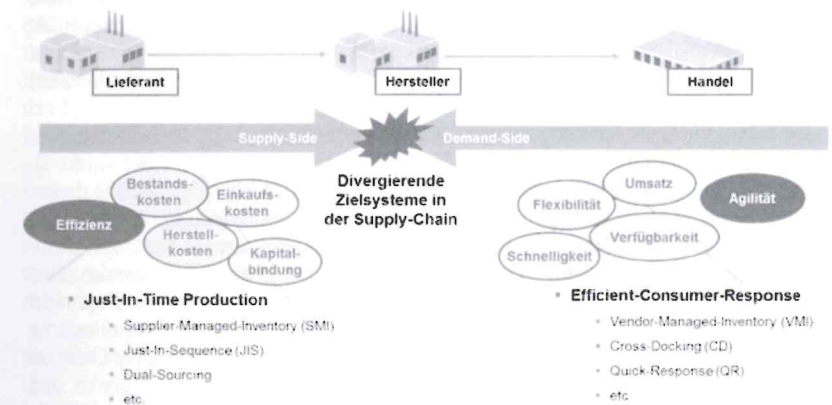 Lieferant
Hersteller
Handel
Supply-Side
Demand-Side
Divergierende
Zielsysteme in
der Supply-Chain
Effizienz
Bestands-
kosten
Einkaufs-
kosten
Herstell-
kosten
Kapital-
bindung
Flexibilität
Umsatz
Agilität
Schnelligkeit
Verfügbarkeit
▪ Just-In-Time Production
▪ Supplier-Managed-Inventory (SMI)
▪ Just-In-Sequence (JIS)
▪ Dual-Sourcing
▪ etc.
▪ Efficient-Consumer-Response
▪ Vendor-Managed-Inventory (VMI)
▪ Cross-Docking (CD)
▪ Quick-Response (QR)
▪ etc